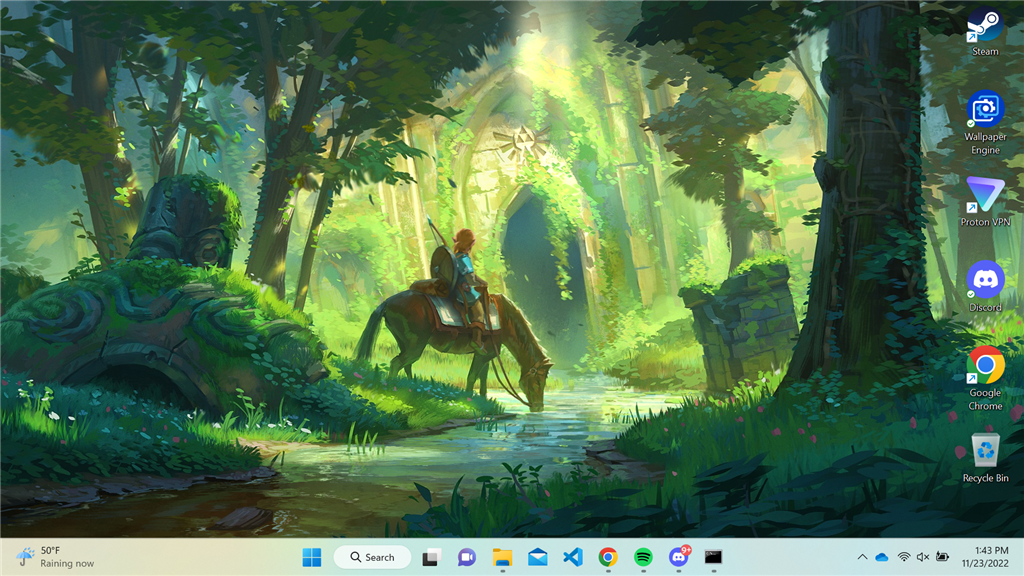 Steam
Wallpaper
Engine
Proton VPN
Discord
Google
Chrome
Recycle Bin
50°F
Raining now
Search
9+
1:43 PM
11/23/2022